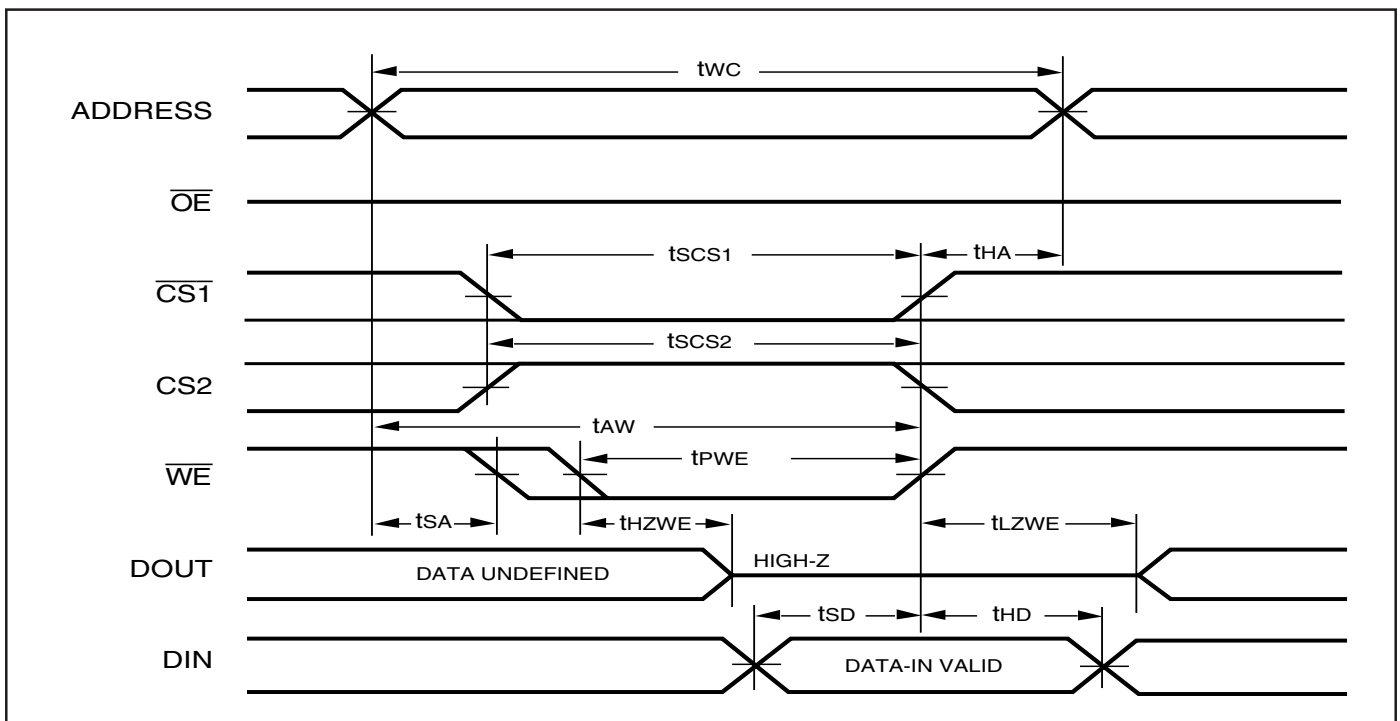 tWC
ADDRESS
OE
tSCS1
tHA
CS1
tSCS2
CS2
tAW
WE
tPWE
tSA
tHZWE
tLZWE
DOUT
DATA UNDEFINED
HIGH-Z
tSD
tHD
DIN
DATA-IN VALID